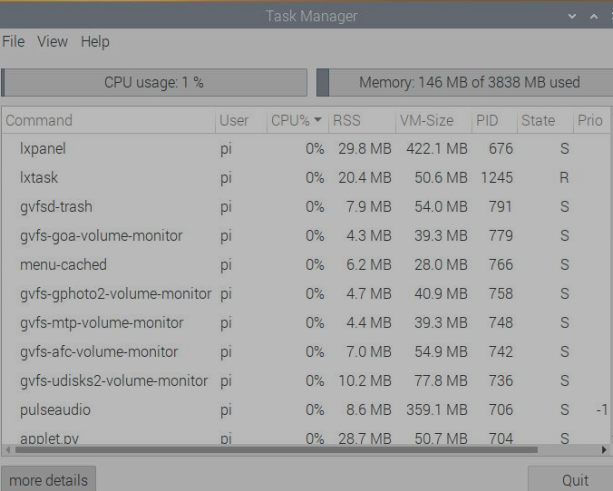 Task Manager
File View Help
CPU usage: 1 % Memory: 146 MB of 3838 MB used
Command User CPU% RSS VM-Size PID State Prio
lxpanel pi 0% 29.8 MB 422.1 MB 676 S
lxtask pi 0% 20.4 MB 50.6 MB 1245 R
gvfsd-trash pi 0% 7.9 MB 54.0 MB 791 S
gvfs-goa-volume-monitor pi 0% 4.3 MB 39.3 MB 779 S
menu-cached pi 0% 6.2 MB 28.0 MB 766 S
gvfs-gphoto2-volume-monitor pi 0% 4.7 MB 40.9 MB 758 S
gvfs-mtp-volume-monitor pi 0% 4.4 MB 39.3 MB 748 S
gvfs-afc-volume-monitor pi 0% 7.0 MB 54.9 MB 742 S
gvfs-udisks2-volume-monitor pi 0% 10.2 MB 77.8 MB 736 S
pulseaudio pi 0% 8.6 MB 359.1 MB 706 S -1
applet.py pi 0% 28.7 MB 50.7 MB 704 S
more details Quit